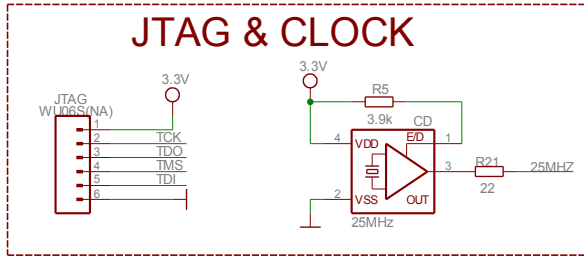 JTAG & CLOCK
3.3V
3.3V
JTAG
WU06S(NA)
R5
3.9k
CD
1
2
TCK
3
TDO
4
TMS
5
TDI
6
4
VDD
E/D
1
3
R21
25MHZ
22
2
VSS
OUT
25MHz